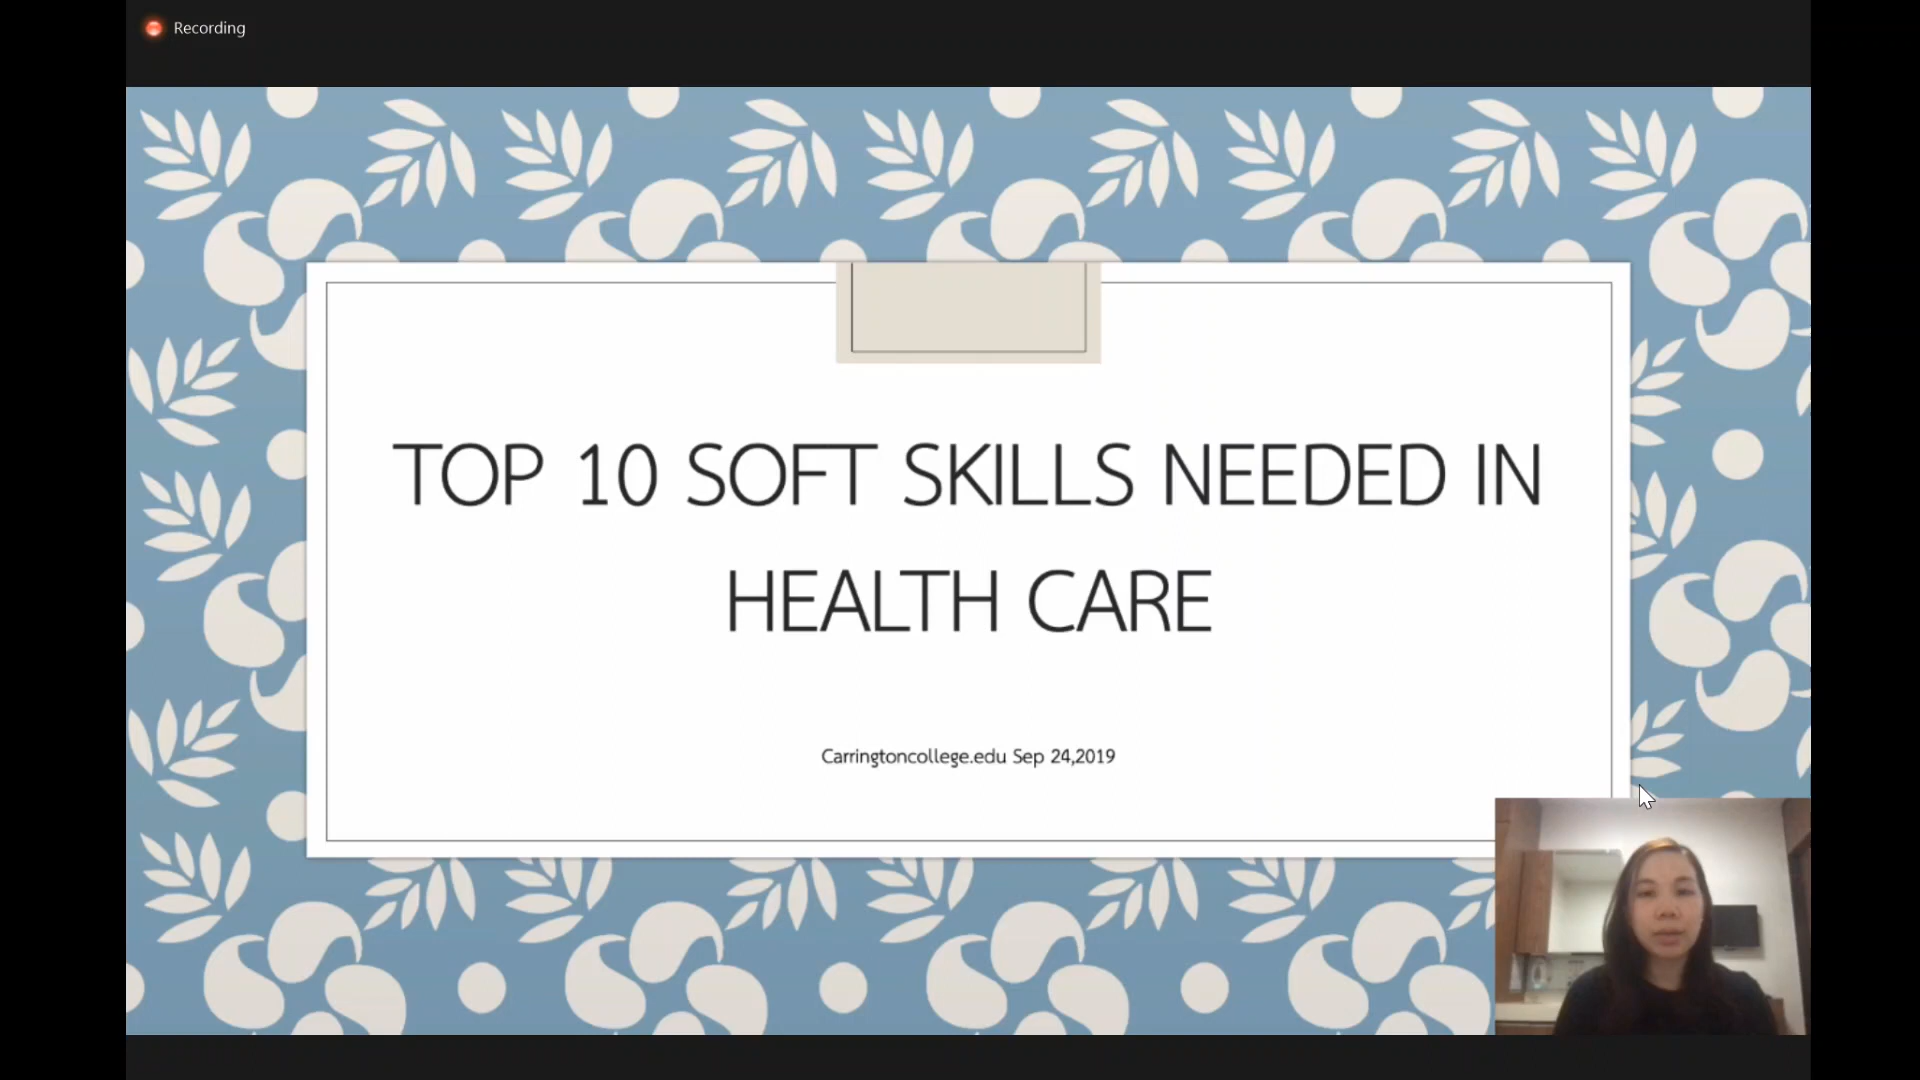 Recording
TOP 10 SOFT SKILLS NEEDED IN
HEALTH CARE
Carringtoncollege.edu Sep 24,2019